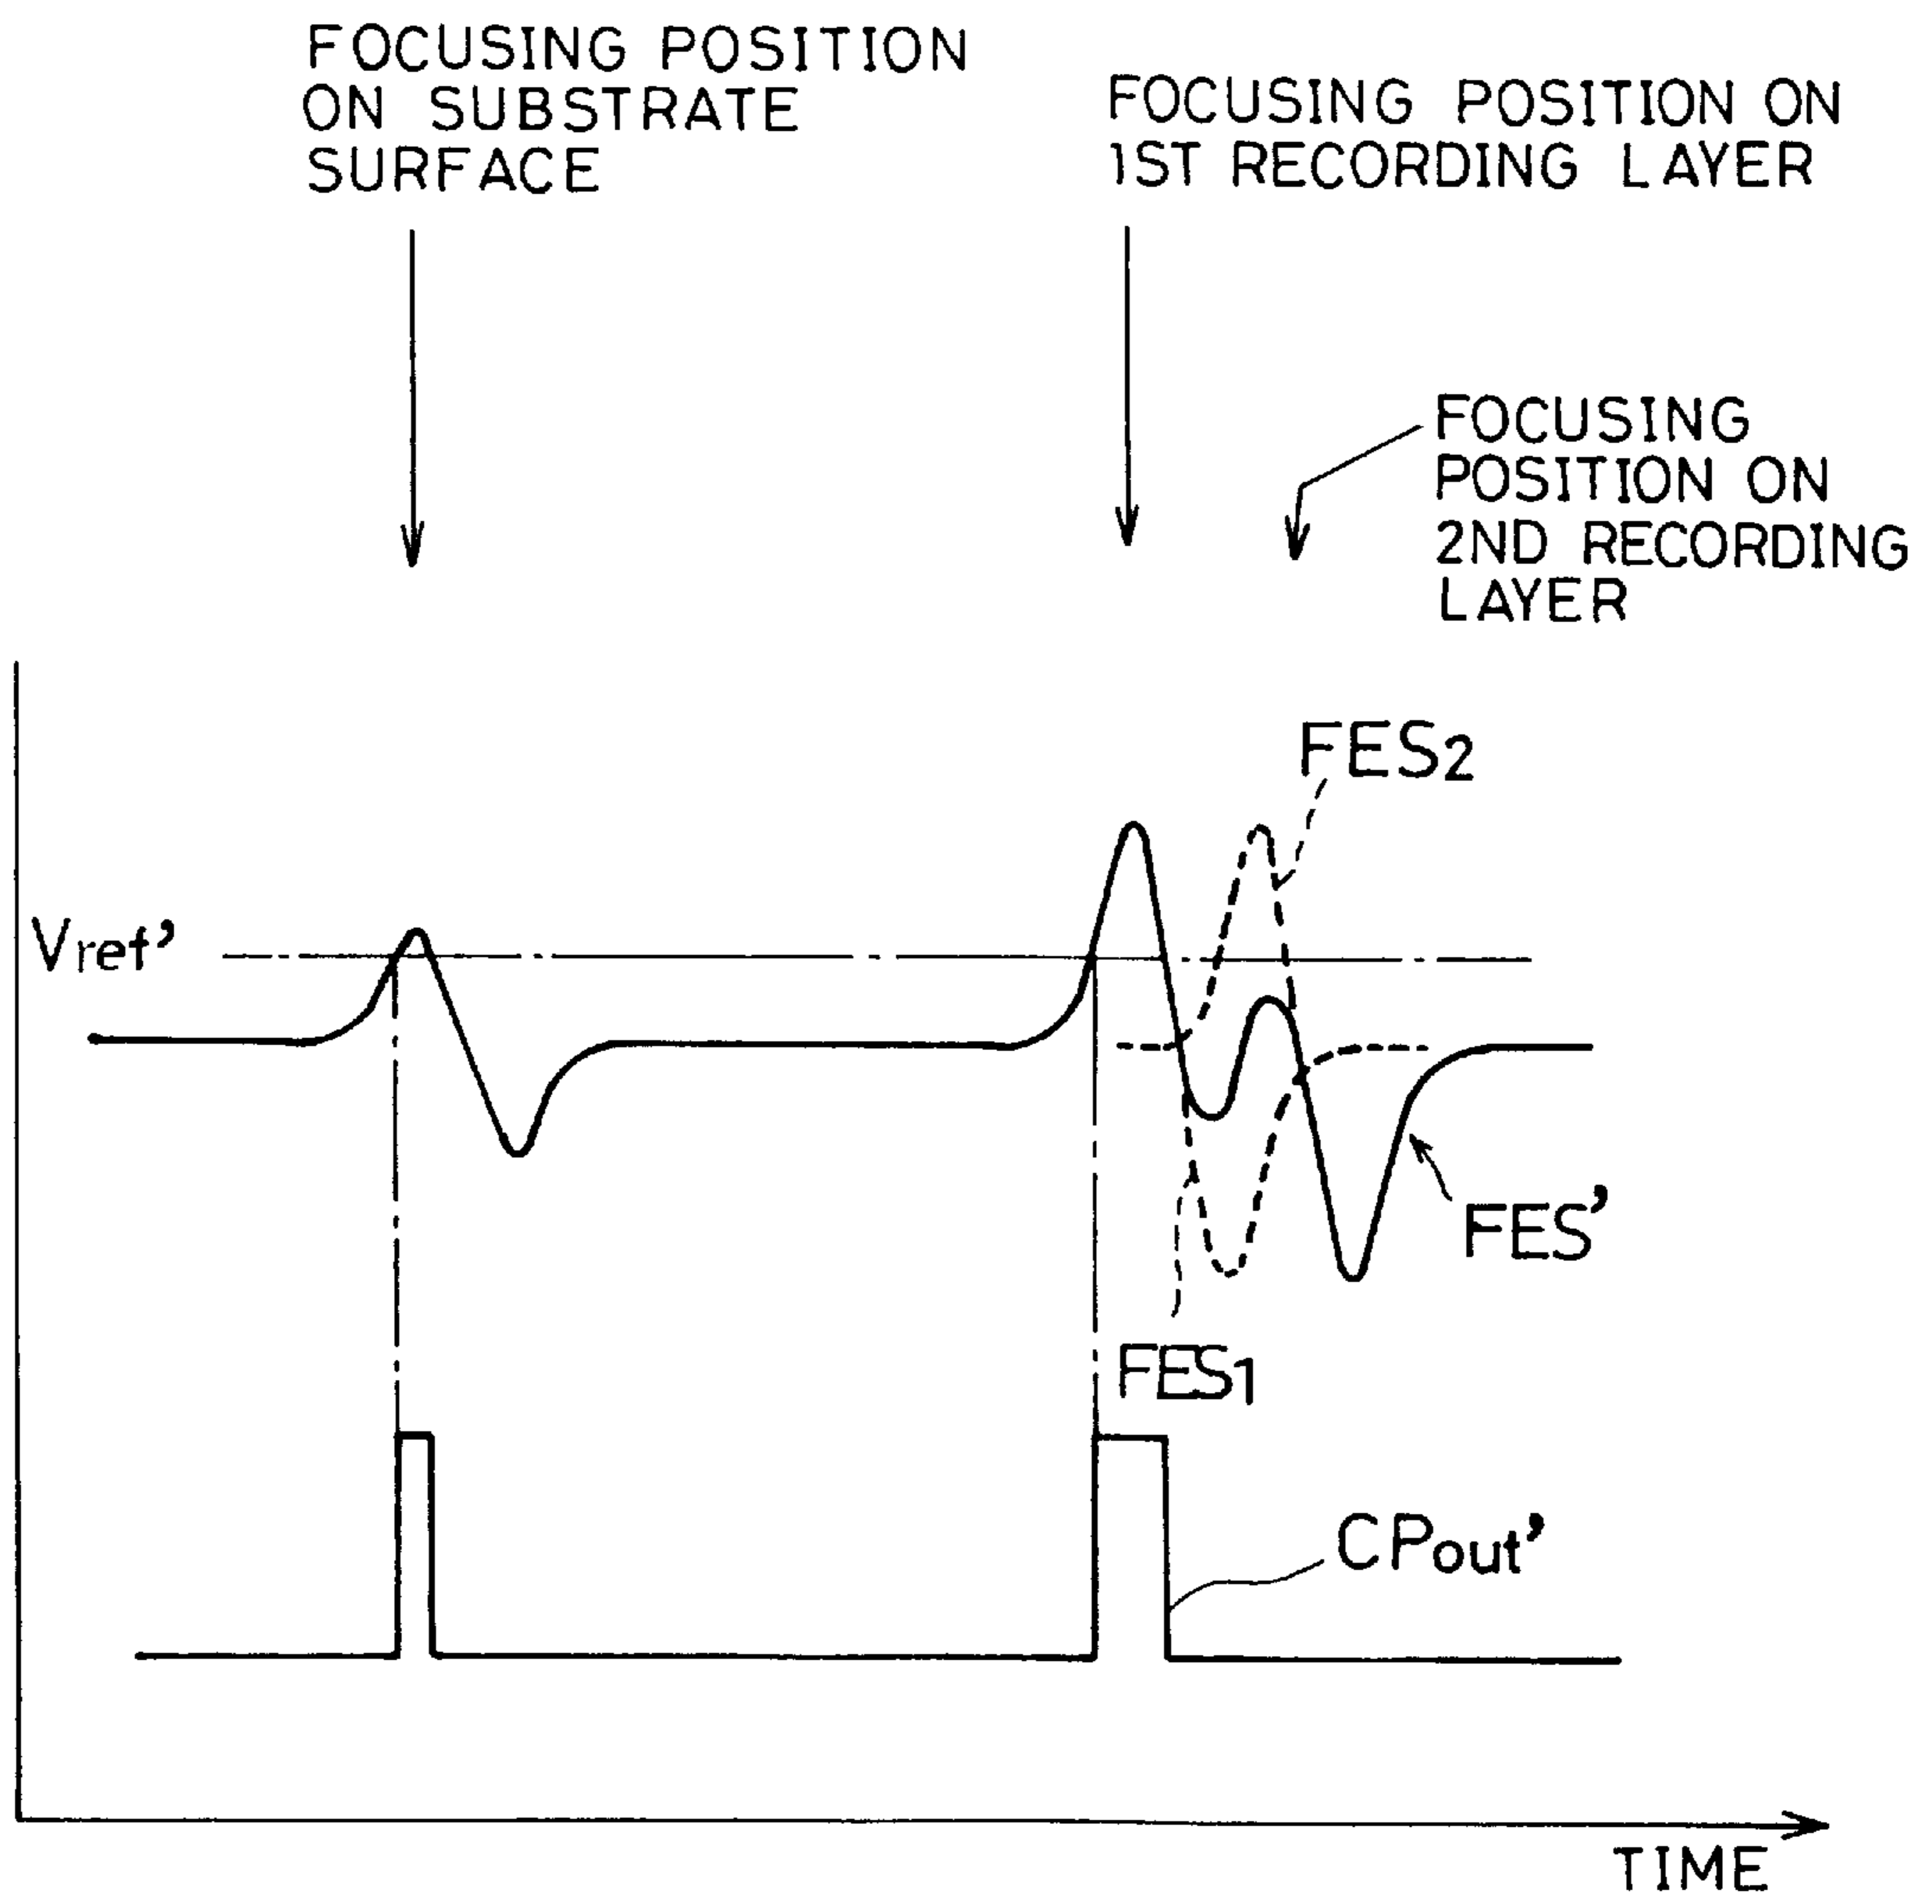 FOCUSING POSITION
ON SUBSTRATE
SURFACE
FOCUSING POSITION ON
1ST RECORDING LAYER
FOCUSING
POSITION ON
2ND RECORDING
LAYER
FES2
Vref'
FES'
FES1
CPout'
TIME